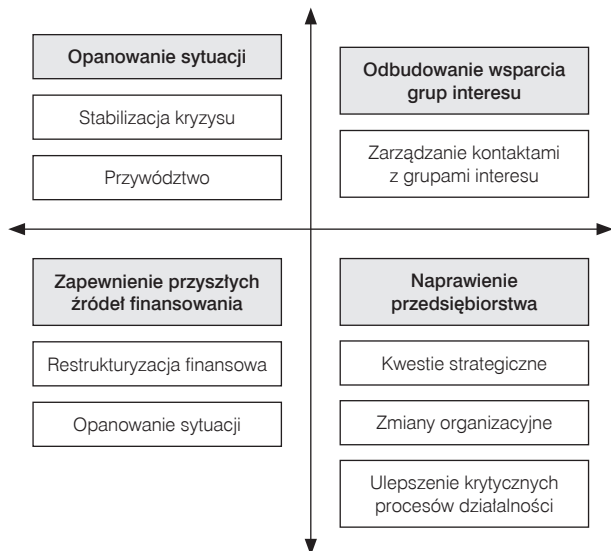 Opanowanie sytuacji
Stabilizacja kryzysu
Przywództwo
Odbudowanie wsparcia
grup interesu
Zarządzanie kontaktami
z grupami interesu
Zapewnienie przyszłych
źródeł finansowania
Restrukturyzacja finansowa
Opanowanie sytuacji
Naprawienie
przedsiębiorstwa
Kwestie strategiczne
Zmiany organizacyjne
Ulepszenie krytycznych
procesów działalności